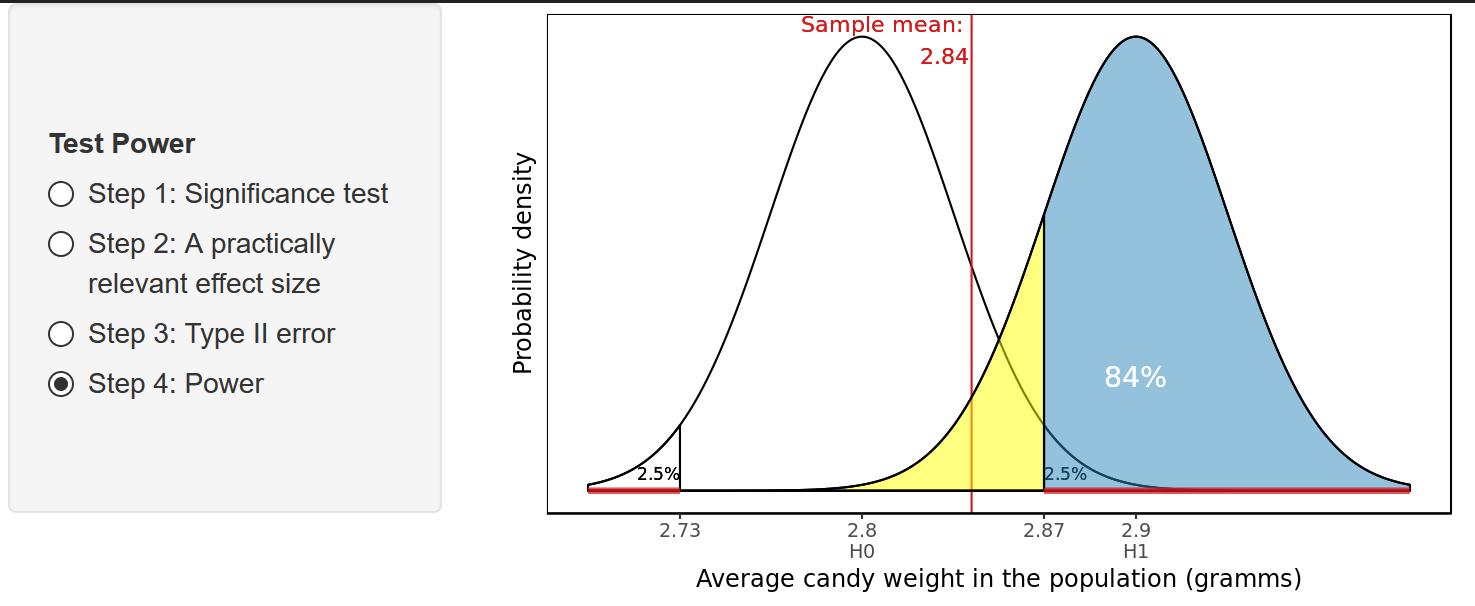 Test Power
Step 1: Significance test
Step 2: A practically
relevant effect size
Step 3: Type II error
Step 4: Power
Sample mean:
2.84
Probability density
84%
2.5%
2.5%
2.73
2.8
2.87
2.9
H0
H1
Average candy weight in the population (gramms)